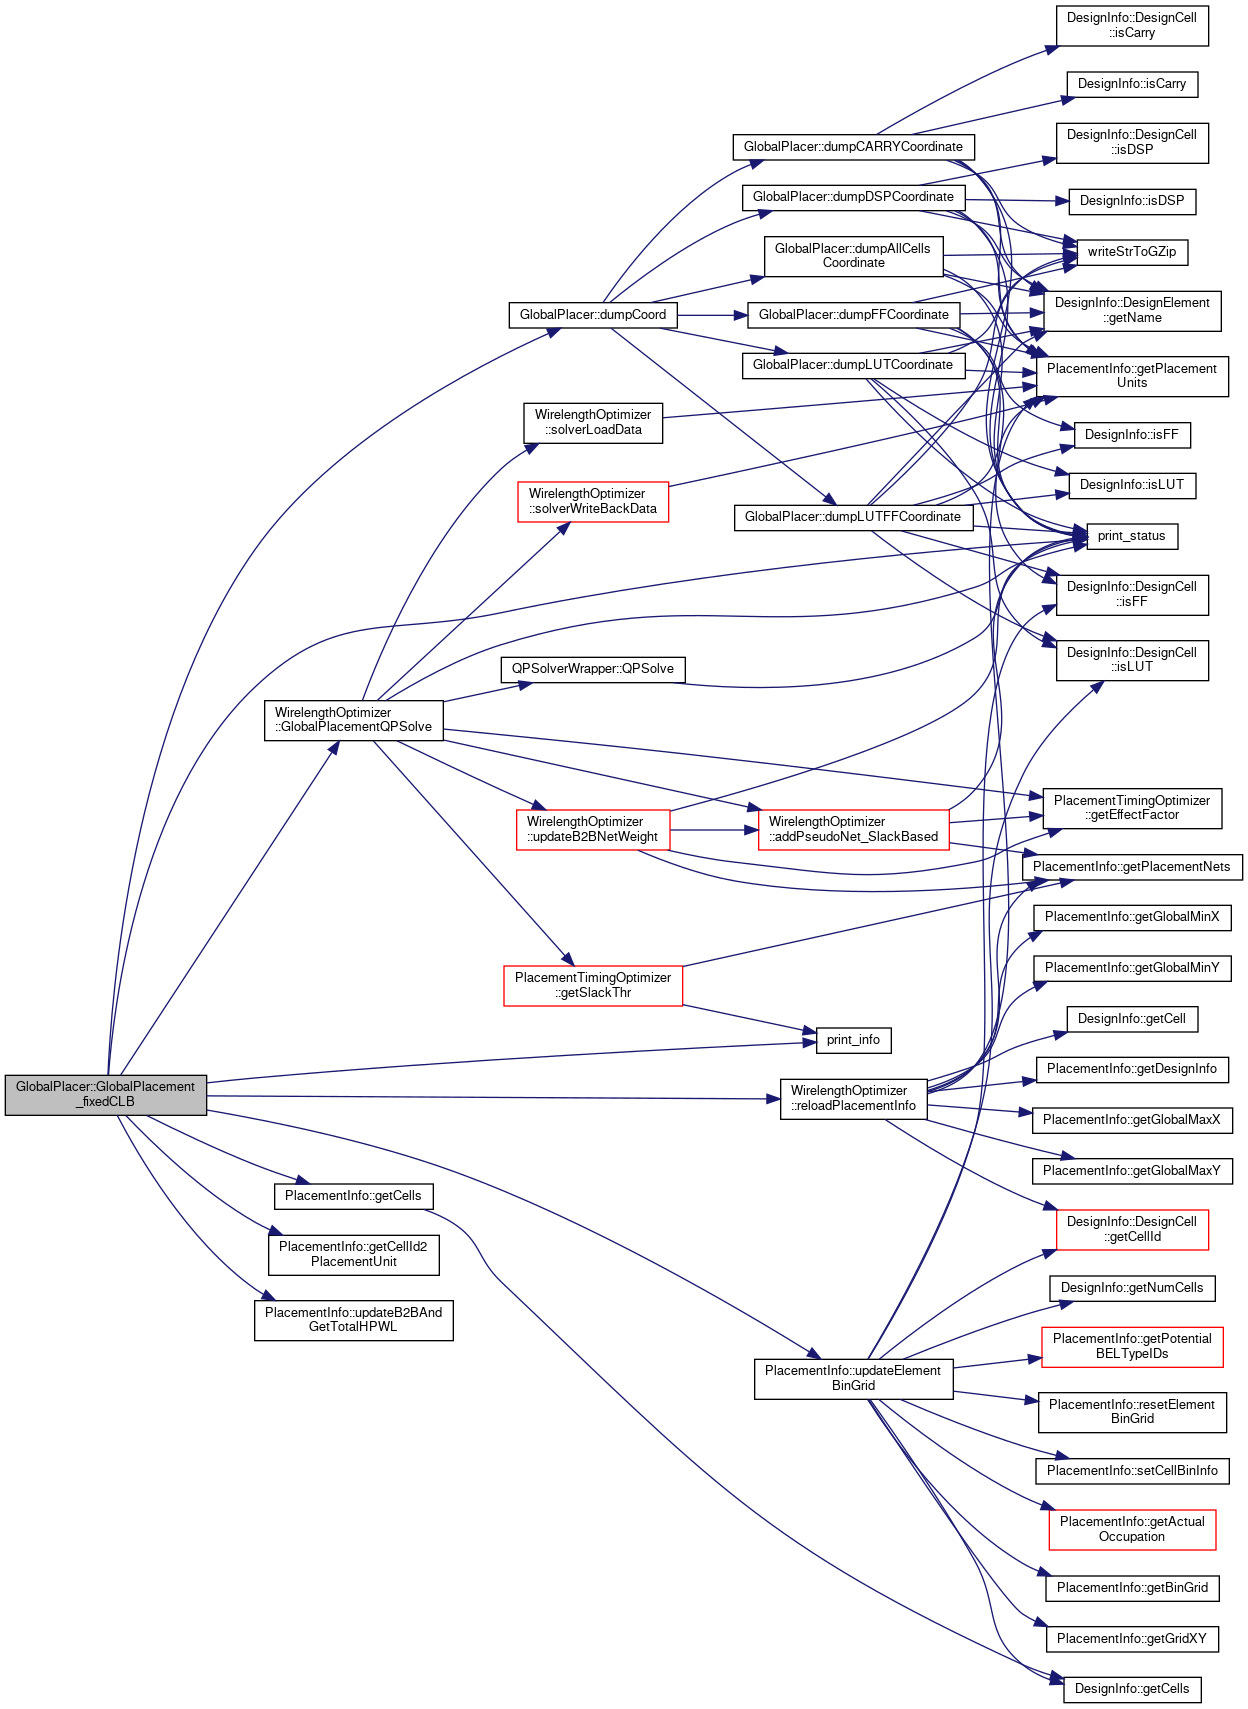 DesignInfo::DesignCell
::isCarry
DesignInfo::isCarry
DesignInfo::DesignCell
::isDSP
GlobalPlacer::dumpCARRYCoordinate
GlobalPlacer::dumpDSPCoordinate
DesignInfo::isDSP
GlobalPlacer::dumpAllCells
Coordinate
writeStrToGZip
GlobalPlacer::dumpCoord
GlobalPlacer::dumpFFCoordinate
DesignInfo::DesignElement
::getName
GlobalPlacer::dumpLUTCoordinate
PlacementInfo::getPlacement
Units
WirelengthOptimizer
::solverLoadData
DesignInfo::isFF
WirelengthOptimizer
::solverWriteBackData
DesignInfo::isLUT
GlobalPlacer::dumpLUTFFCoordinate
print_status
DesignInfo::DesignCell
::isFF
QPSolverWrapper::QPSolve
DesignInfo::DesignCell
::isLUT
WirelengthOptimizer
::GlobalPlacementQPSolve
WirelengthOptimizer
::updateB2BNetWeight
WirelengthOptimizer
::addPseudoNet_SlackBased
PlacementTimingOptimizer
::getEffectFactor
PlacementInfo::getPlacementNets
PlacementInfo::getGlobalMinX
PlacementInfo::getGlobalMinY
PlacementTimingOptimizer
::getSlackThr
print_info
DesignInfo::getCell
PlacementInfo::getDesignInfo
GlobalPlacer::GlobalPlacement
_fixedCLB
WirelengthOptimizer
::reloadPlacementInfo
PlacementInfo::getGlobalMaxX
PlacementInfo::getGlobalMaxY
PlacementInfo::getCells
DesignInfo::DesignCell
::getCellId
PlacementInfo::getCellId2
PlacementUnit
DesignInfo::getNumCells
PlacementInfo::updateB2BAnd
GetTotalHPWL
PlacementInfo::getPotential
BELTypeIDs
PlacementInfo::updateElement
BinGrid
PlacementInfo::resetElement
BinGrid
PlacementInfo::setCellBinInfo
PlacementInfo::getActual
Occupation
PlacementInfo::getBinGrid
PlacementInfo::getGridXY
DesignInfo::getCells